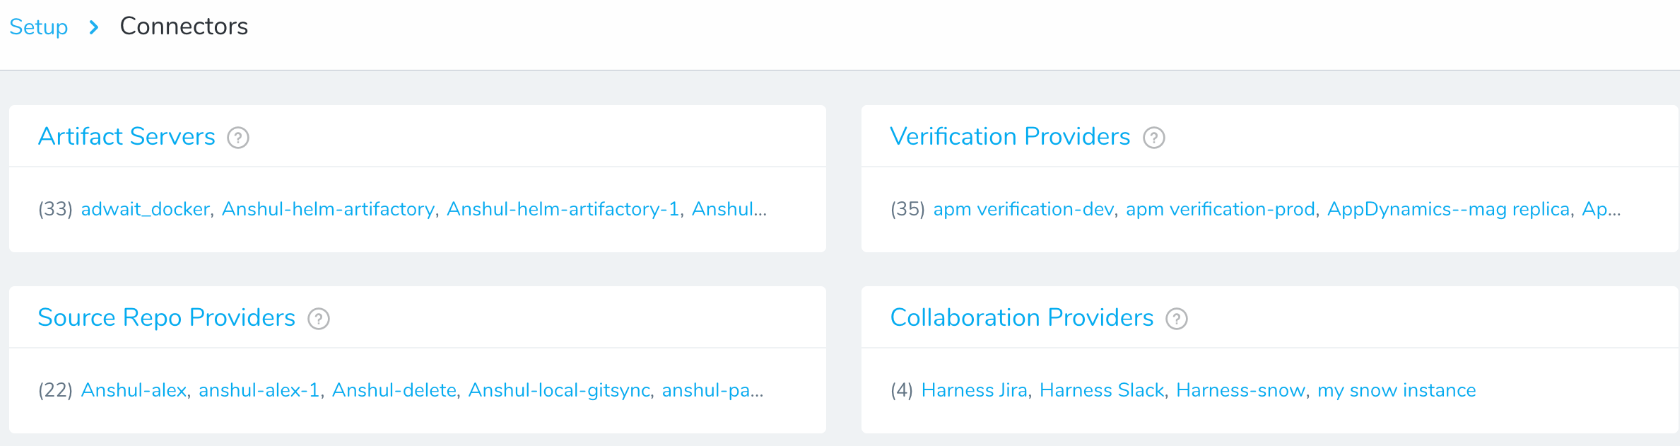 Setup > Connectors
Artifact Servers ?
(33) adwait_docker, Anshul-helm-artifactory, Anshul-helm-artifactory-1, Anshul...
Verification Providers ?
(35) apm verification-dev, apm verification-prod, AppDynamics--mag replica, Ap...
Source Repo Providers ?
(22) Anshul-alex, anshul-alex-1, Anshul-delete, Anshul-local-gitsync, anshul-pa...
Collaboration Providers ?
(4) Harness Jira, Harness Slack, Harness-snow, my snow instance